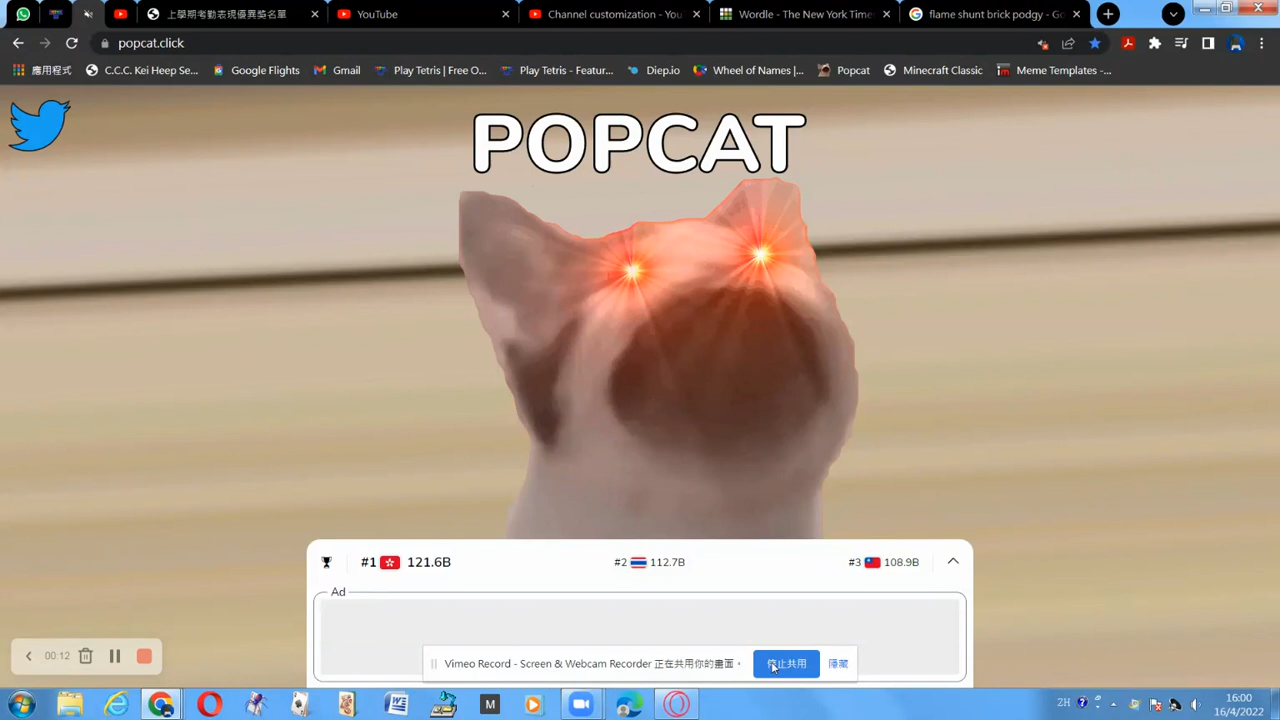 上學期考勤表現優異獎名單
YouTube
Channel customization - You
Wordle - The New York Time
flame shunt brick podgy - Go
popcat.click
應用程式
C.C.C. Kei Heep Se...
Google Flights
Gmail
Play Tetris | Free O...
Play Tetris - Featur...
Diep.io
Wheel of Names |...
Popcat
Minecraft Classic
Meme Templates -...
POPCAT
#1 121.6B
#2 112.7B
#3 108.9B
Ad
00:12
Vimeo Record - Screen & Webcam Recorder 正在共用你的畫面。
停止共用
隱藏
W
M
ZH
16:00
16/4/2022